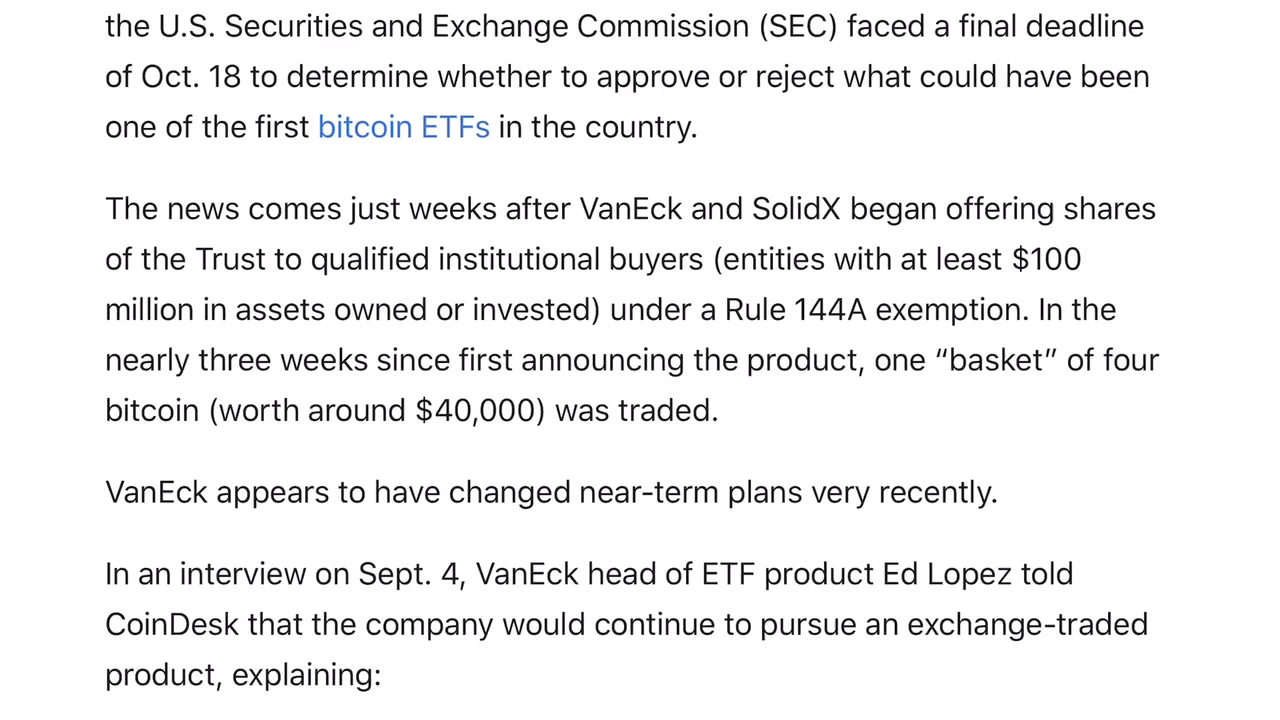 the U.S. Securities and Exchange Commission (SEC) faced a final deadline
of Oct. 18 to determine whether to approve or reject what could have been
one of the first bitcoin ETFs in the country.
The news comes just weeks after VanEck and SolidX began offering shares
of the Trust to qualified institutional buyers (entities with at least $100
million in assets owned or invested) under a Rule 144A exemption. In the
nearly three weeks since first announcing the product, one “basket” of four
bitcoin (worth around $40,000) was traded.
VanEck appears to have changed near-term plans very recently.
In an interview on Sept. 4, VanEck head of ETF product Ed Lopez told
CoinDesk that the company would continue to pursue an exchange-traded
product, explaining: